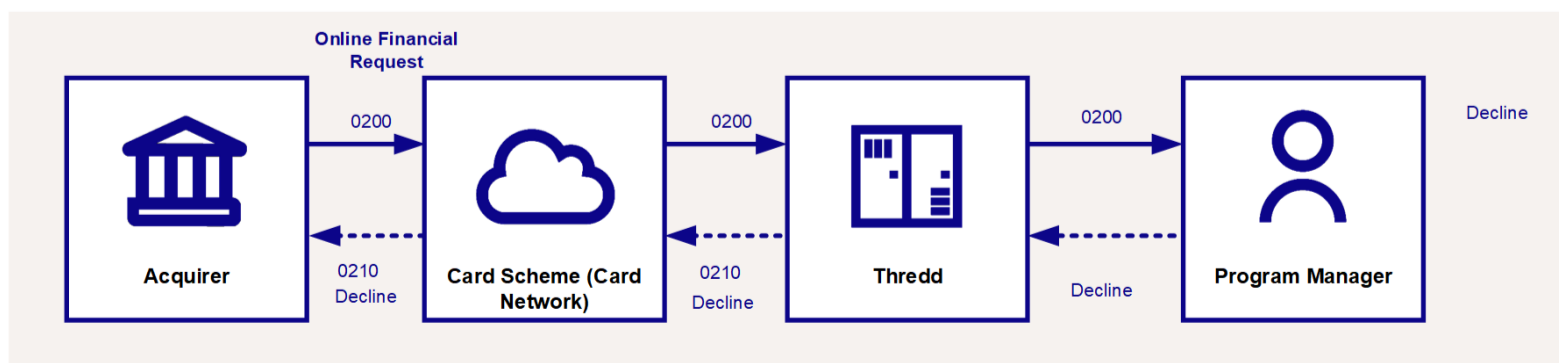 Online Financial
Request
0200
0200
0200
Decline
Acquirer
0210
Decline
Card Scheme (Card
Network)
0210
Decline
Thredd
Decline
Program Manager